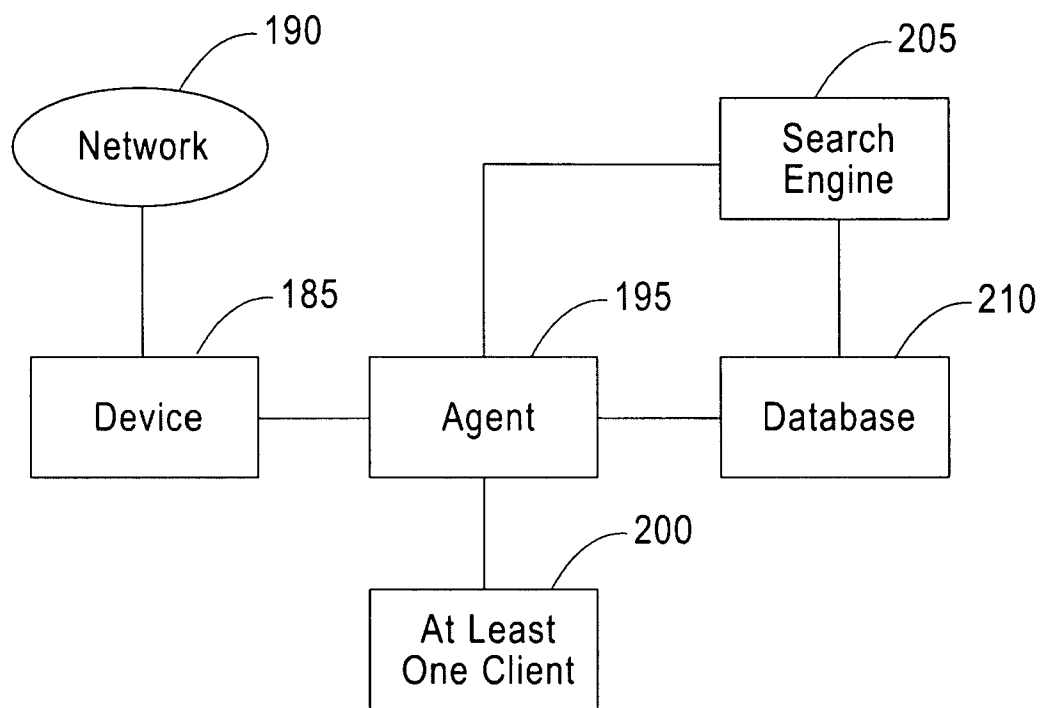 190
205
Network
Search
Engine
185
195
210
Device
Agent
Database
200
At Least
One Client